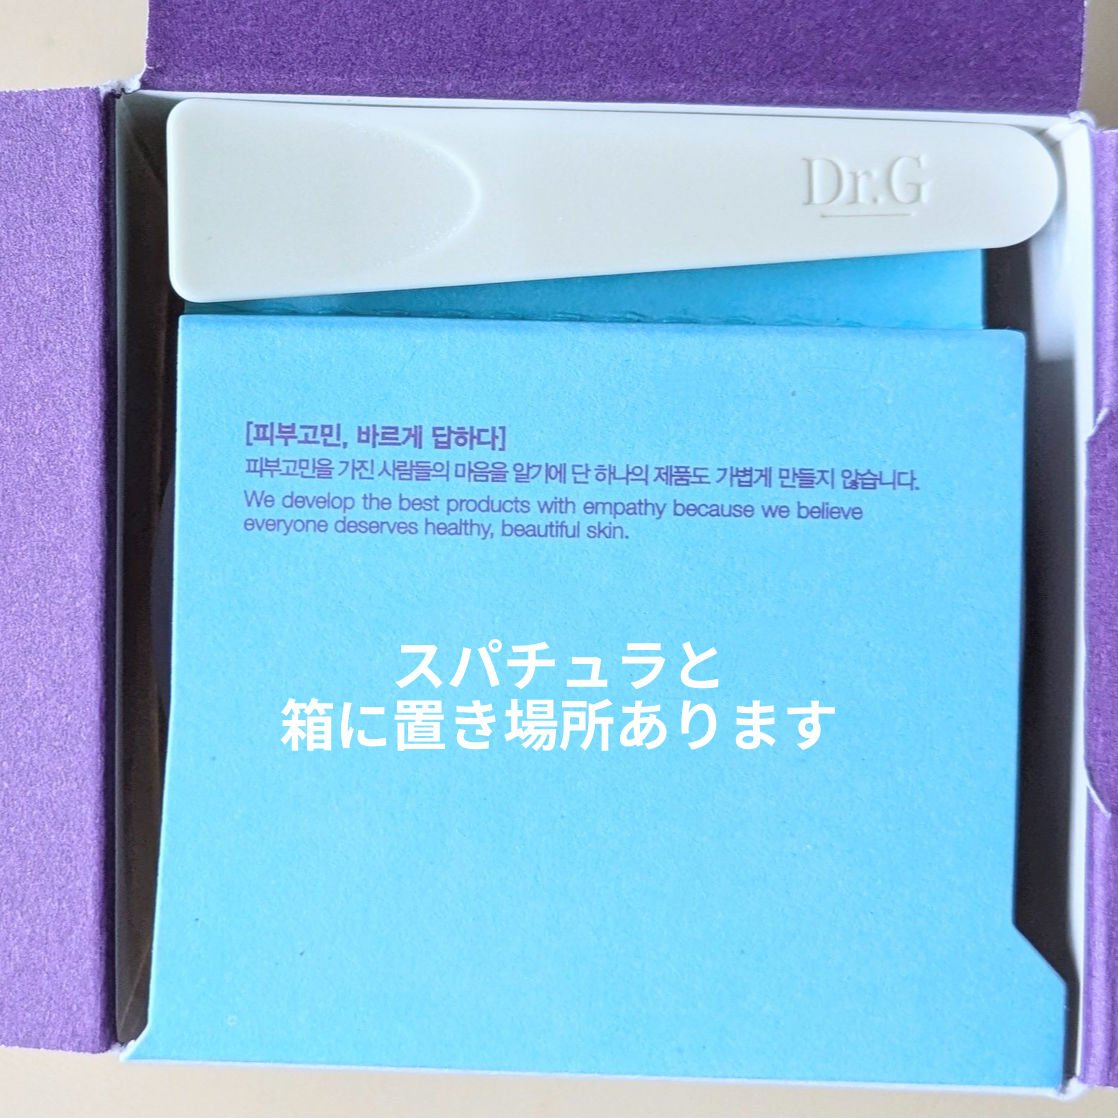 Dr.G
[피부고민, 바르게 답하다]
피부고민을 가진 사람들의 마음을 알기에 단 하나의 제품도 가볍게 만들지 않습니다.
We develop the best products with empathy because we believe
everyone deserves healthy, beautiful skin.
スパチュラと
箱に置き場所あります